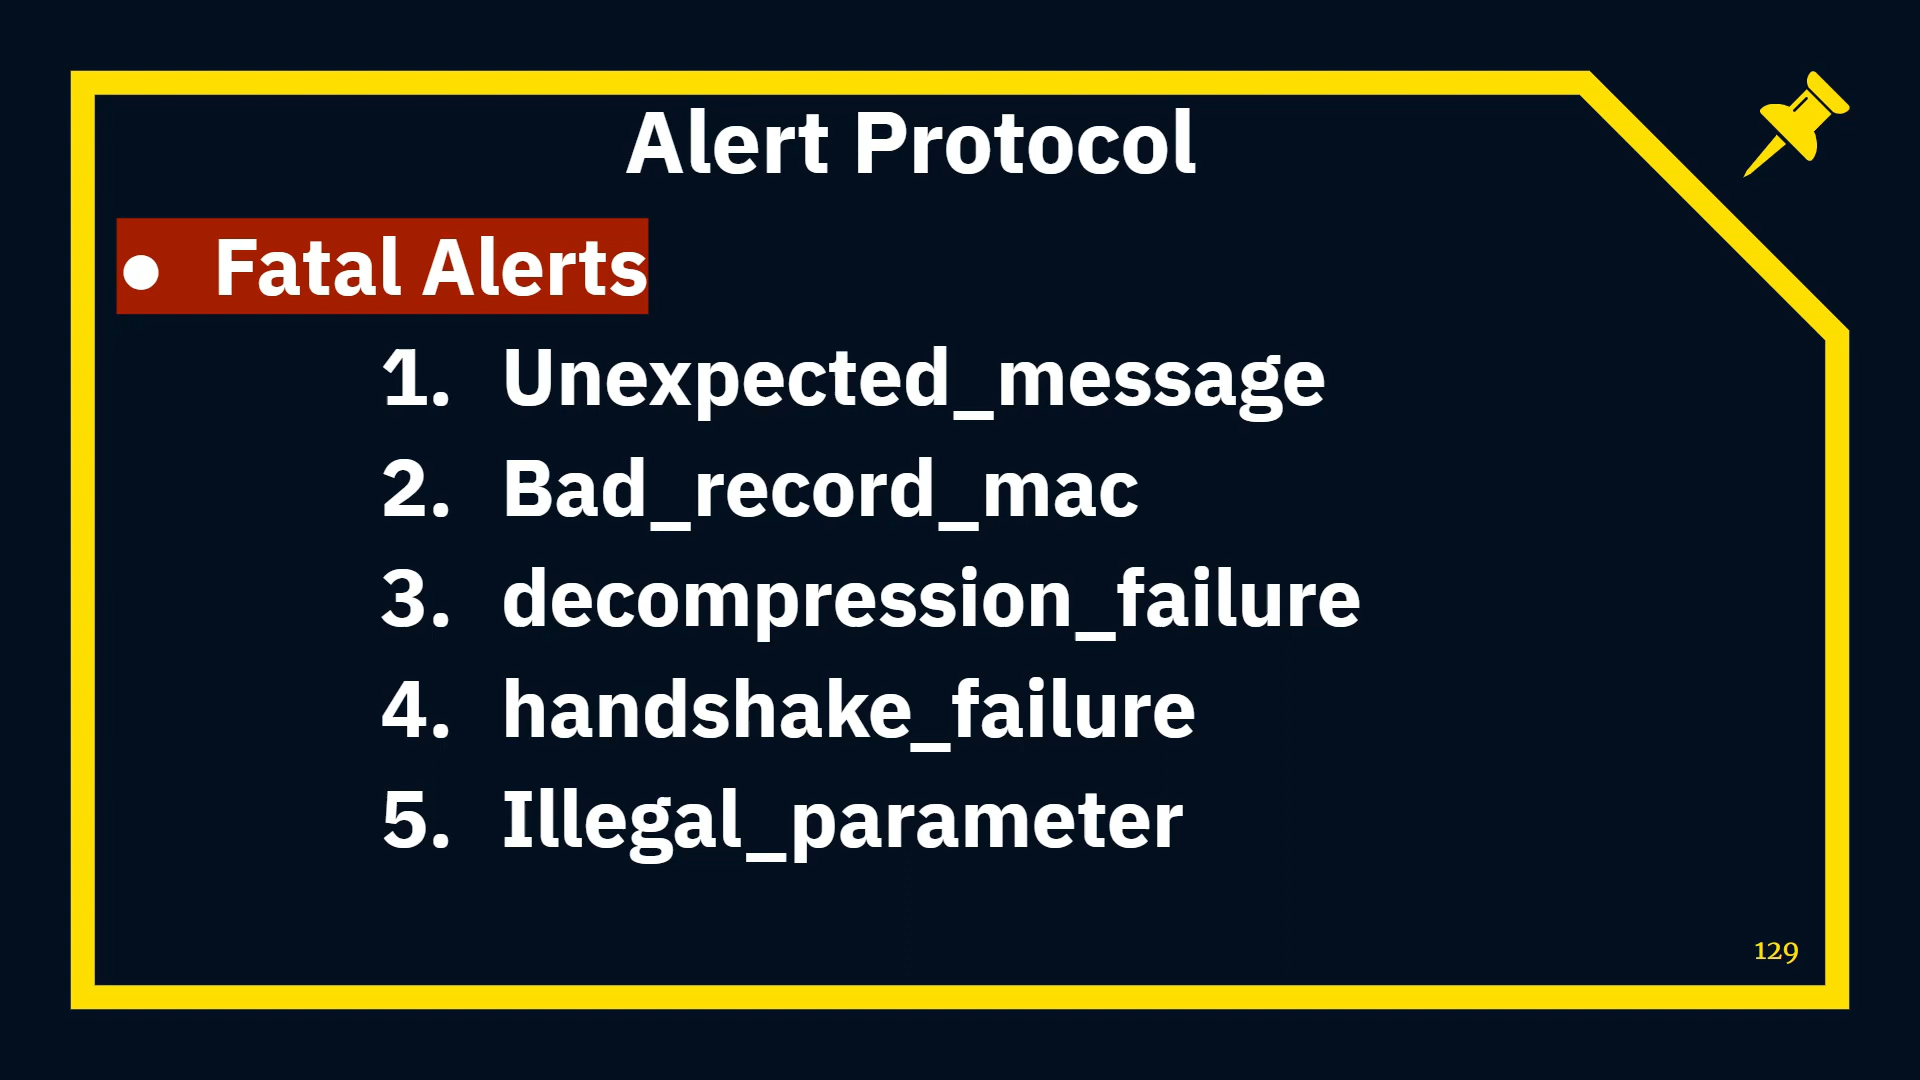 Alert Protocol
● Fatal Alerts
1. Unexpected_message
2. Bad_record_mac
3. decompression_failure
4. handshake_failure
5. Illegal_parameter
129